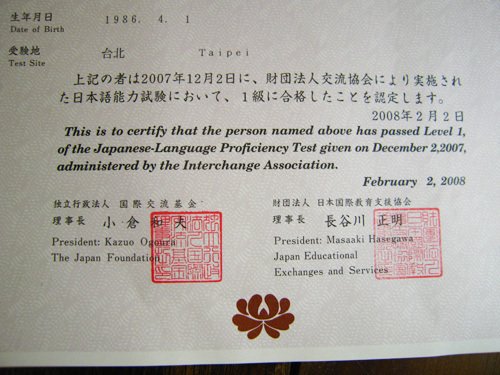 生年月日 1986. 4. 1
Date of Birth
受験地 台北 Taipei
Test Site
上記の者は2007年12月2日に、財団法人交流協会により実施され
た日本語能力試験において、1級に合格したことを認定します。
2008年2月2日
This is to certify that the person named above has passed Level 1,
of the Japanese-Language Proficiency Test given on December 2,2007,
administered by the Interchange Association.
February 2, 2008
独立行政法人 国際交流基金
理事長 小倉和夫
President: Kazuo Ogoura
The Japan Foundation
財団法人 日本国際教育支援協会
理事長 長谷川正明
President: Masaaki Hasegawa
Japan Educational
Exchanges and Services